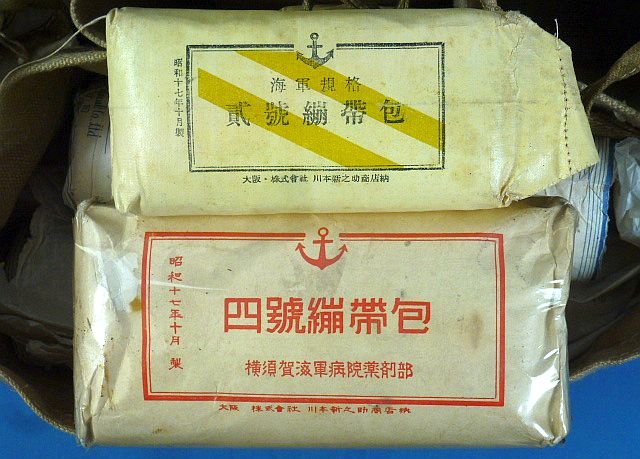 昭和十七年十月製
海軍規格
貳號繃帶包
大阪・株式會社 川本新之助商店納
昭和十七年十月 製
四號繃帶包
横須賀海軍病院薬剤部
大阪 株式會社 川本新之助商店納
to Ltd